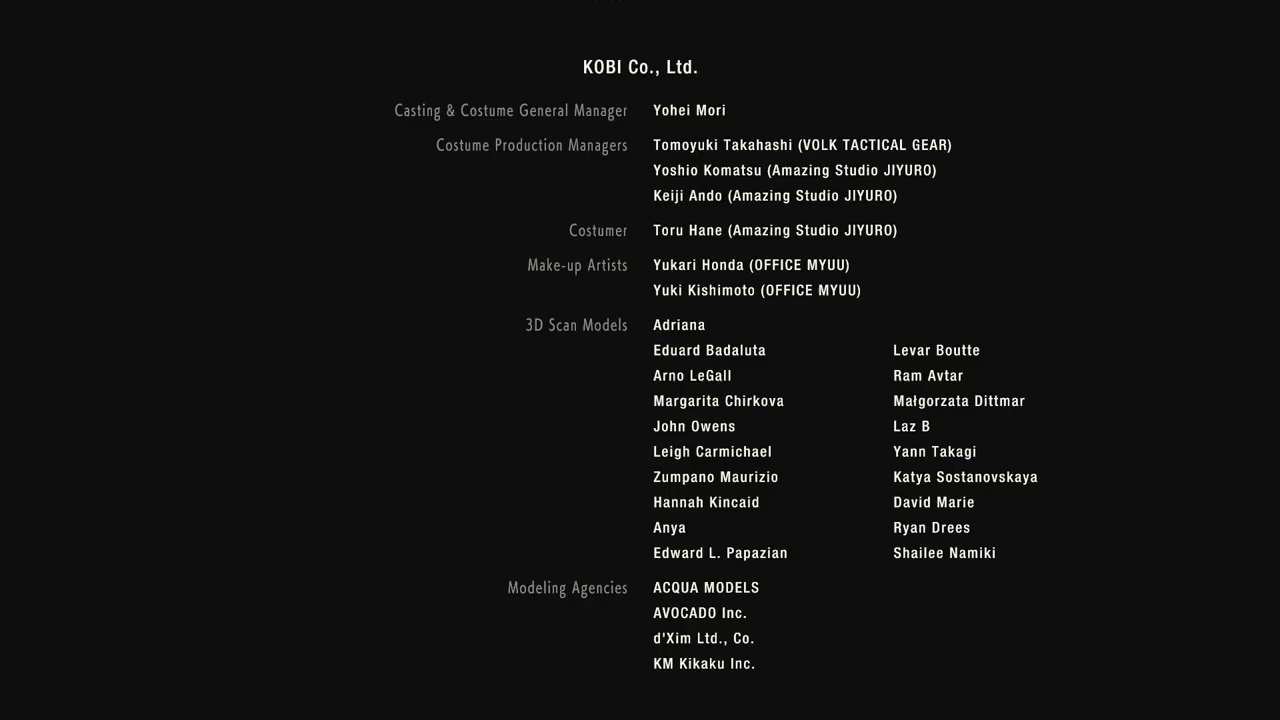 KOBI Co., Ltd.
Casting & Costume General Manager Yohei Mori
Costume Production Managers Tomoyuki Takahashi (VOLK TACTICAL GEAR)
Yoshio Komatsu (Amazing Studio JIYURO)
Keiji Ando (Amazing Studio JIYURO)
Costumer Toru Hane (Amazing Studio JIYURO)
Make-up Artists Yukari Honda (OFFICE MYUU)
Yuki Kishimoto (OFFICE MYUU)
3D Scan Models Adriana
Eduard Badaluta Levar Boutte
Arno LeGall Ram Avtar
Margarita Chirkova Małgorzata Dittmar
John Owens Laz B
Leigh Carmichael Yann Takagi
Zumpano Maurizio Katya Sostanovskaya
Hannah Kincaid David Marie
Anya Ryan Drees
Edward L. Papazian Shailee Namiki
Modeling Agencies ACQUA MODELS
AVOCADO Inc.
d'Xim Ltd., Co.
KM Kikaku Inc.